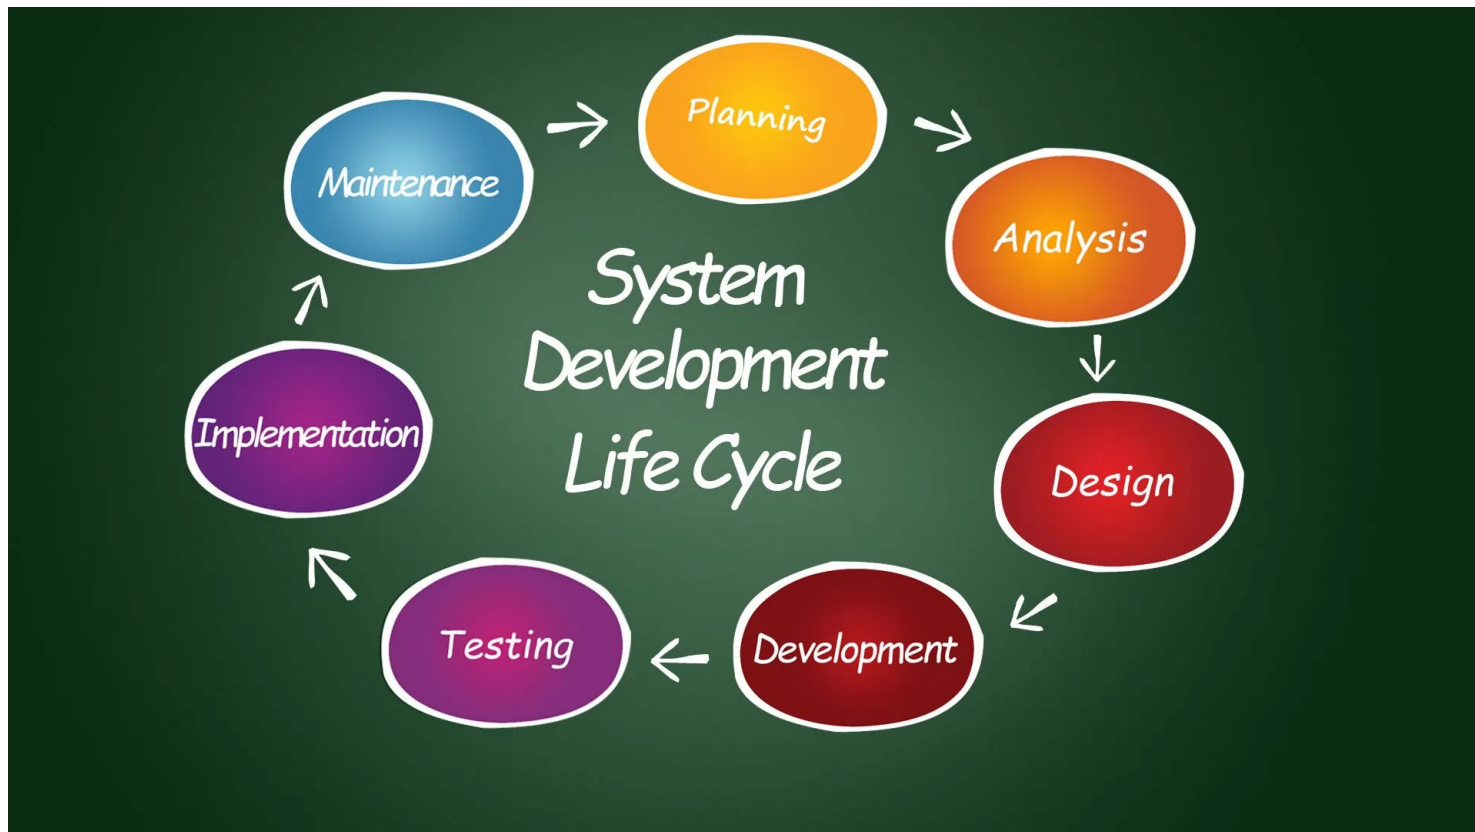 Planning
Maintenance
Analysis
System
Development
Life Cycle
Implementation
Design
Testing
Development